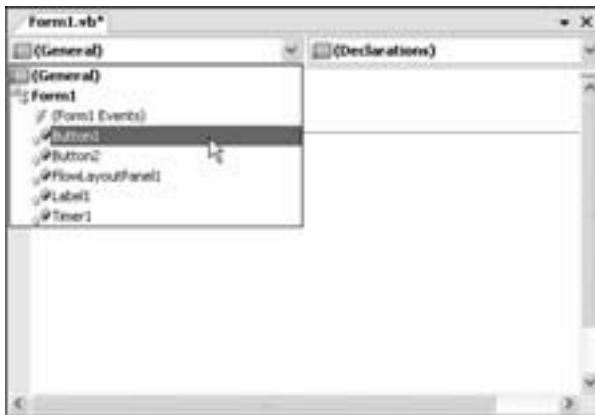 Form1.vb*
(General) (Declarations)
(General)
Form1
(Form1 Events)
Button1
Button2
FlowLayoutPanel1
Label1
Timer1